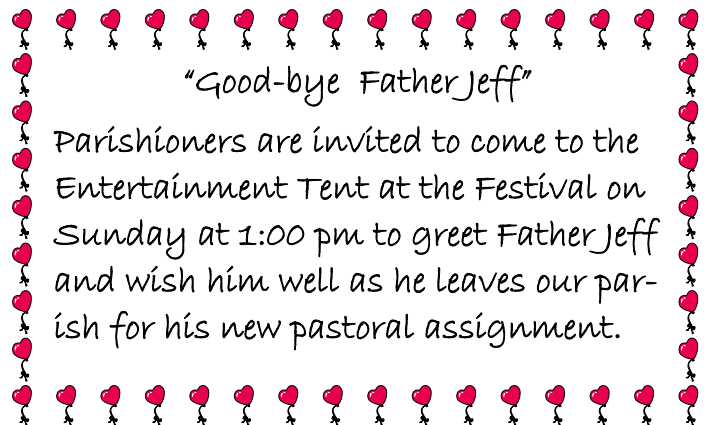 “Good-bye Father Jeff”
Parishioners are invited to come to the
Entertainment Tent at the Festival on
Sunday at 1:00 pm to greet Father Jeff
and wish him well as he leaves our par-
ish for his new pastoral assignment.